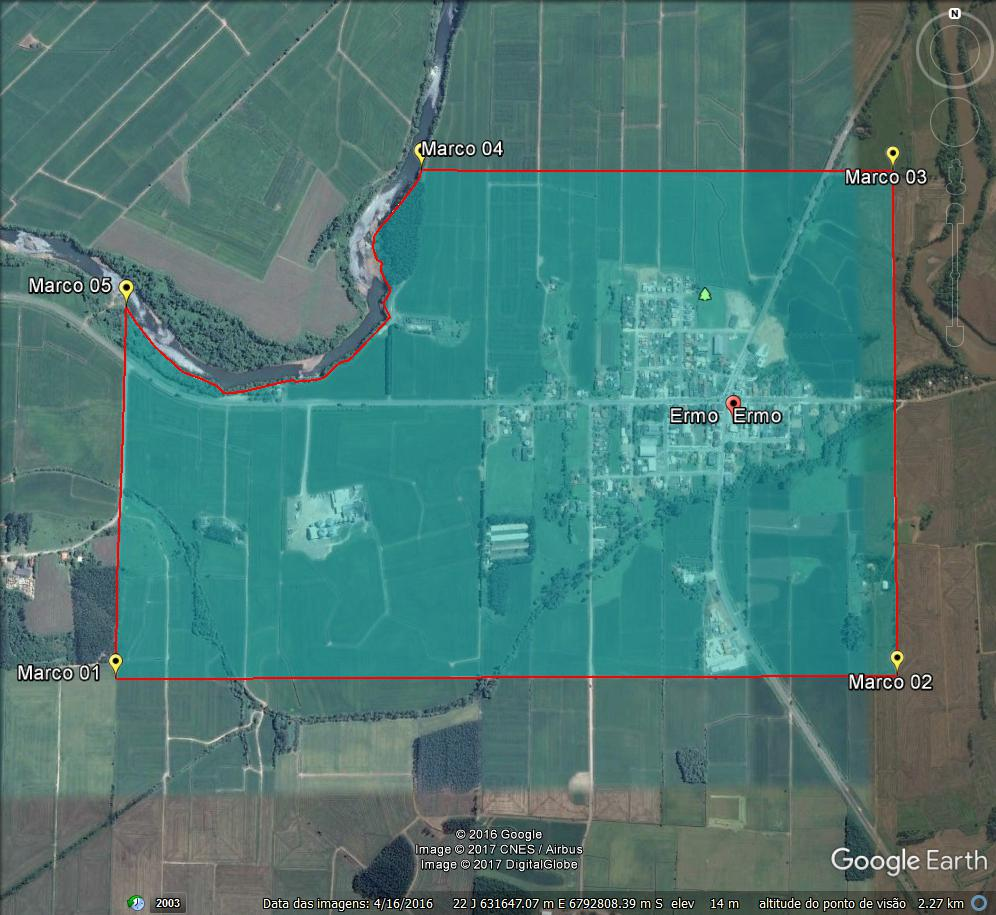 N
Marco 04
Marco 03
Marco 05
Ermo Ermo
Marco 01
Marco 02
© 2016 Google
Image © 2017 CNES / Airbus
Image © 2017 DigitalGlobe
Google Earth
2003 Data das imagens: 4/16/2016 22 J 631647.07 m E 6792808.39 m S elev 14 m altitude do ponto de visão 2.27 km